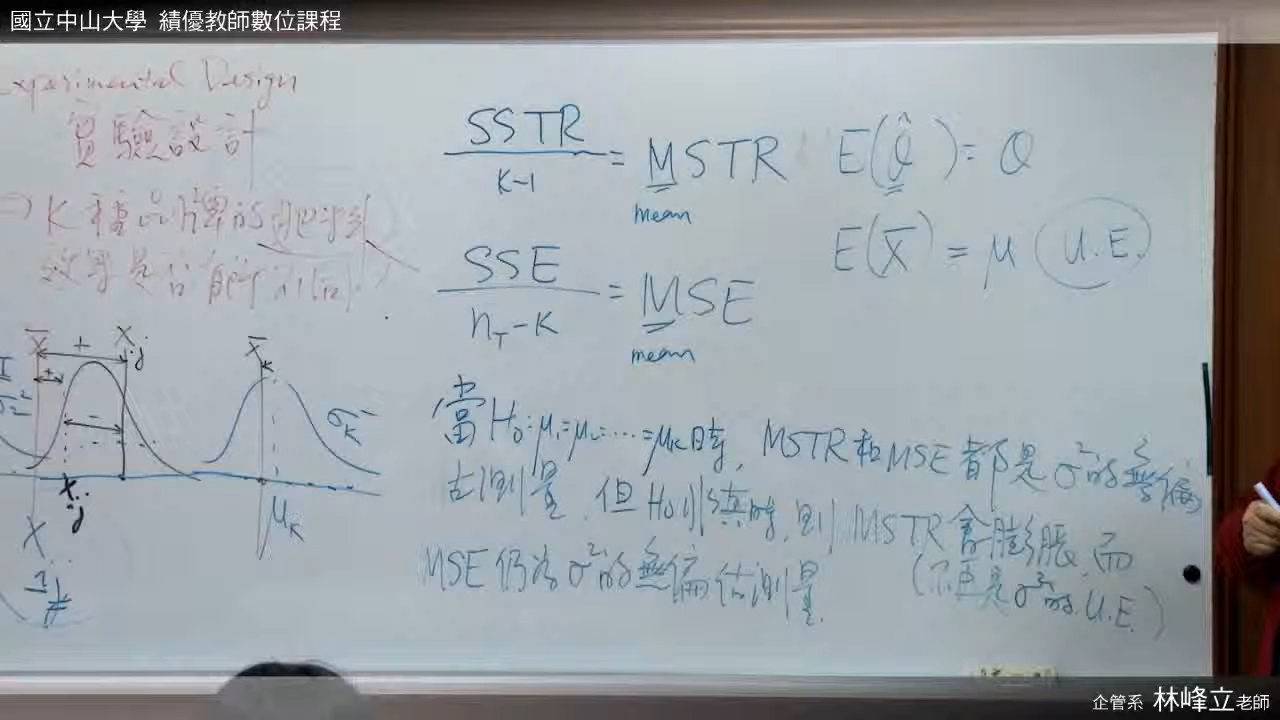 國立中山大學 績優教師數位課程
Experimental Design
實驗設計
⇒ K種品牌的肥料
效果是否有所不同?
SSTR / K-1 = MSTR
mean
E(θ̂) = θ
E(X̄) = μ U.E.
SSE / n_T-K = MSE
mean
X̄ + X̄.j
+
-
X_ij
X̄_K
σ_K²
μ_K
當H₀:μ₁=μ₂=……=μK時, MSTR和MSE都是σ²的無偏
估測量, 但H₀不真時, 則MSTR會膨脹,而
(不再是σ²的U.E.)
MSE仍為σ²的無偏估測量.
企管系 林峰立老師